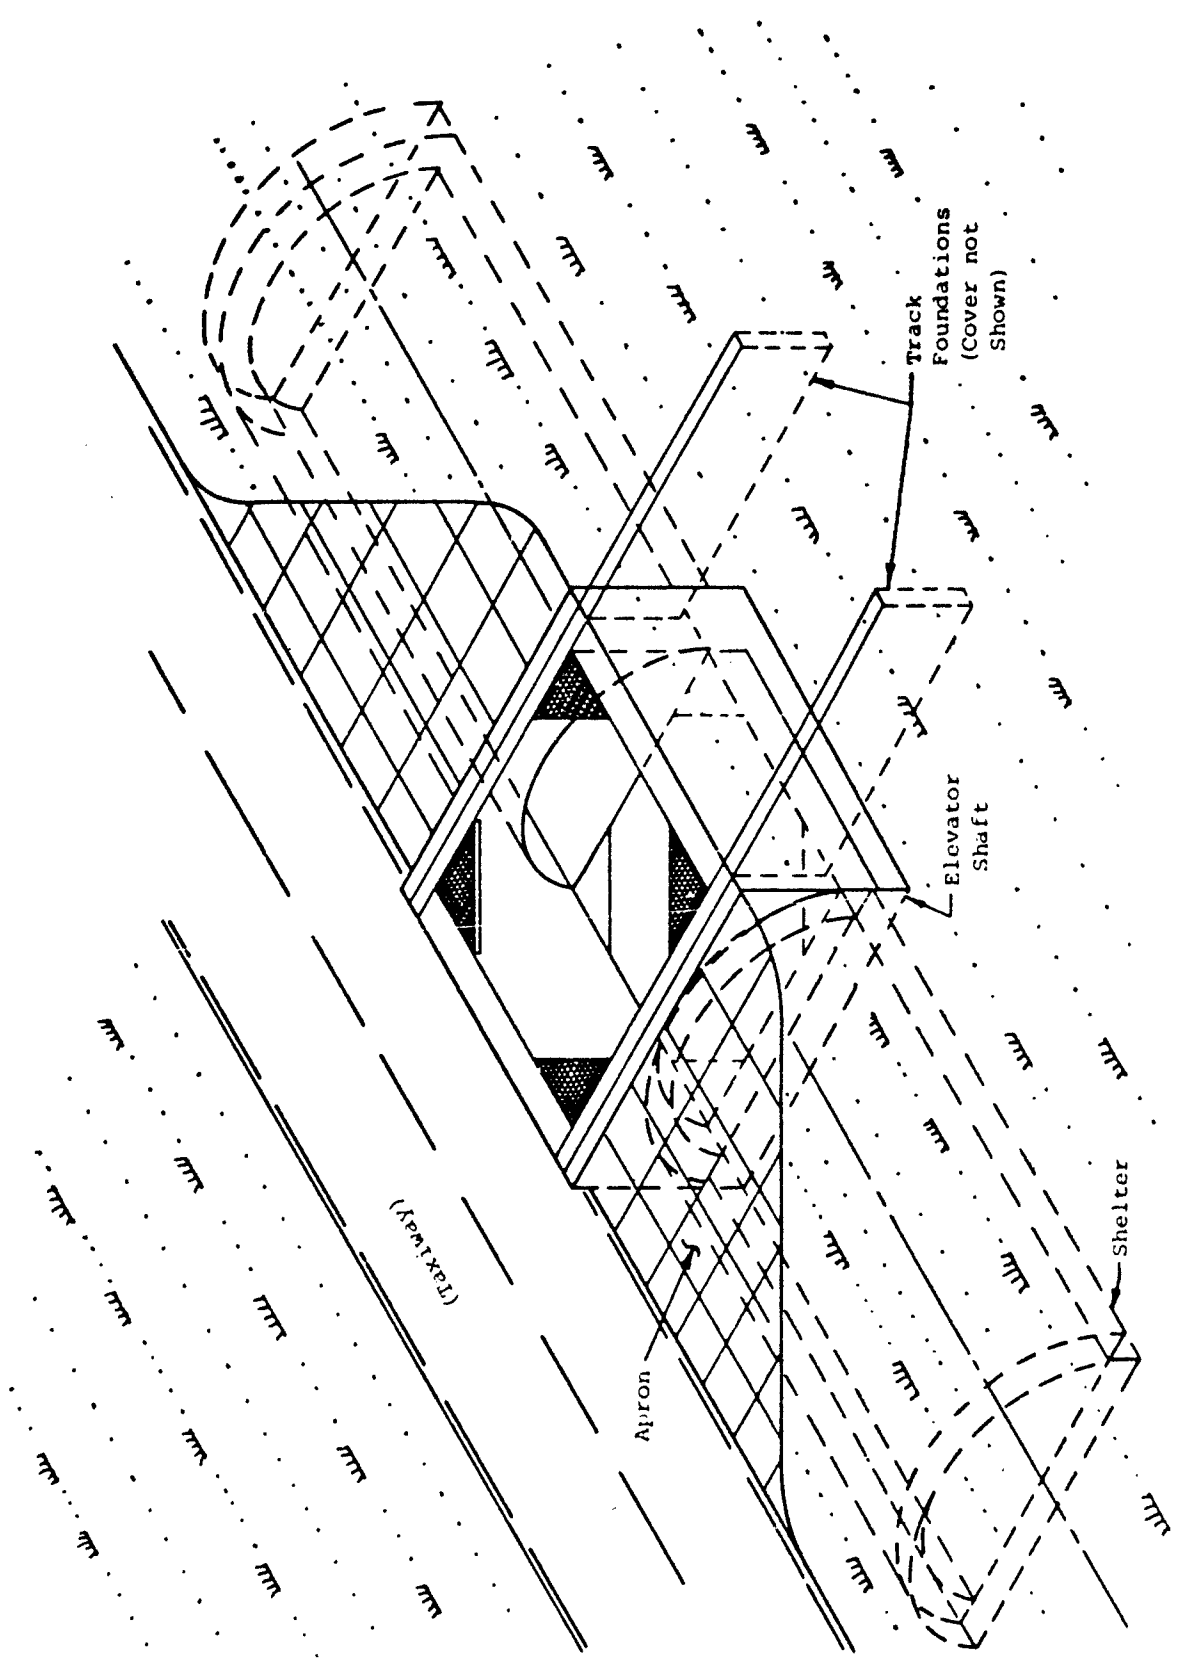 Track
Foundations
(Cover not
Shown)
Elevator
Shaft
(Taxiway)
Shelter
Apron